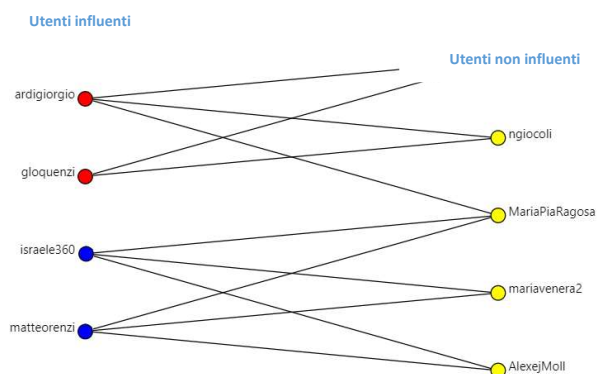 Utenti influenti
Utenti non influenti
ardigiorgio
ngiocoli
gloquenzi
MariaPiaRagosa
israele360
mariavenera2
matteorenzi
AlexejMoll